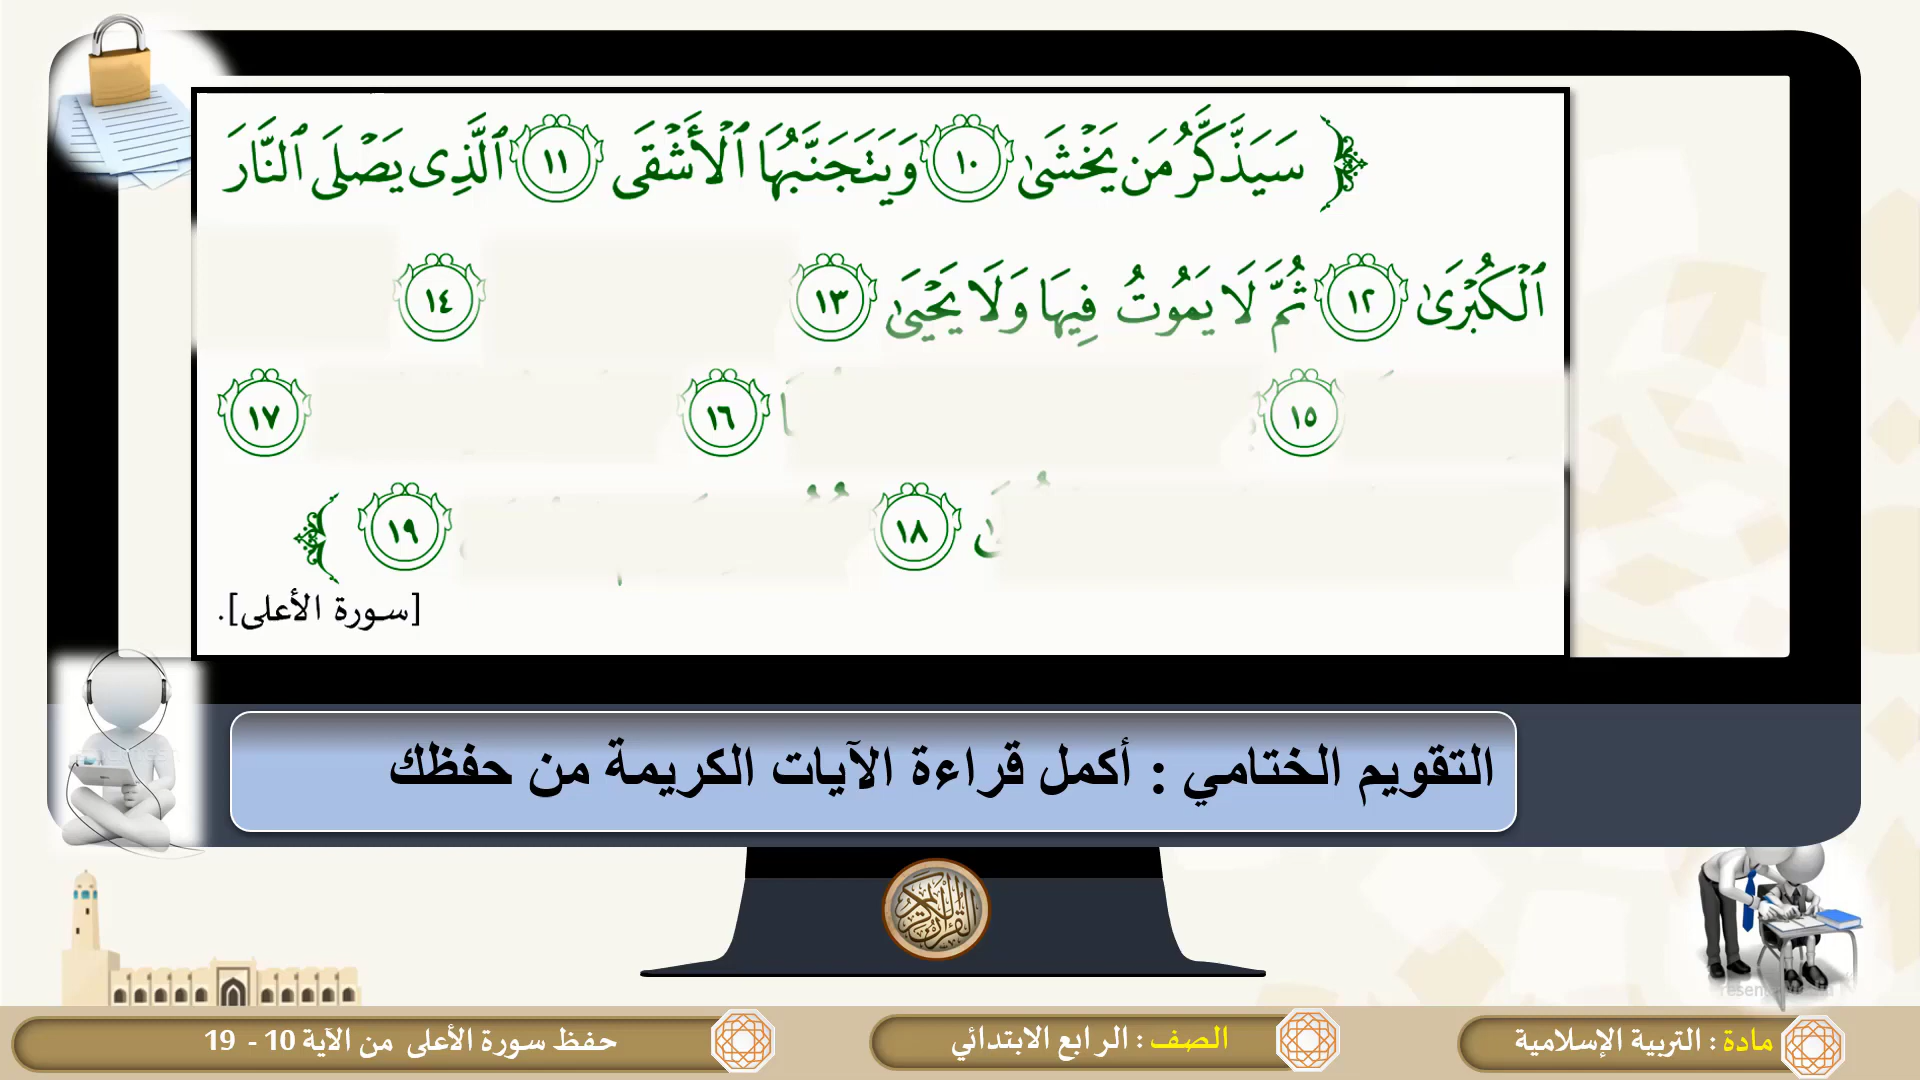 ﴿ سَيَذَّكَّرُ مَن يَخۡشَىٰ ١٠ وَيَتَجَنَّبُهَا ٱلۡأَشۡقَى ١١ ٱلَّذِى يَصۡلَى ٱلنَّارَ
ٱلۡكُبۡرَىٰ ١٢ ثُمَّ لَا يَمُوتُ فِيهَا وَلَا يَحۡيَىٰ ١٣ ١٤
١٥ ١٦ ١٧
١٨ ١٩ ﴾
[سورة الأعلى].
التقويم الختامي : أكمل قراءة الآيات الكريمة من حفظك
مادة : التربية الإسلامية
الصف : الرابع الابتدائي
حفظ سورة الأعلى من الآية 10 - 19